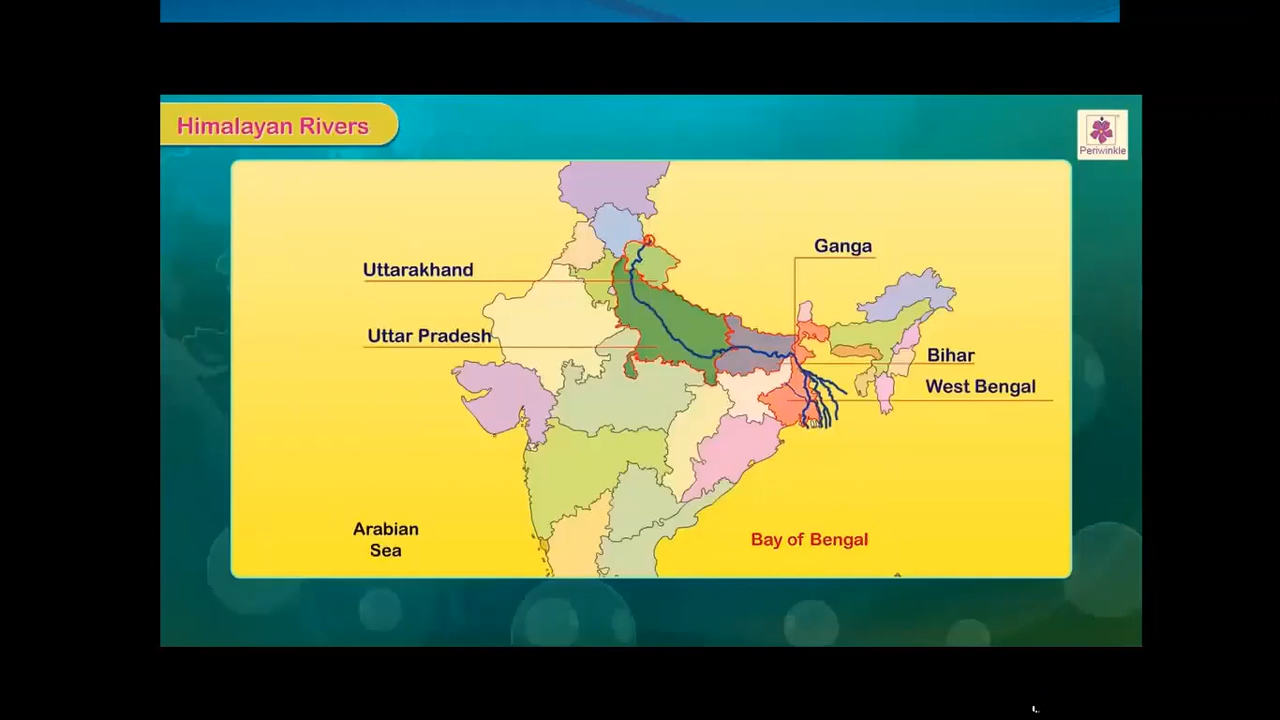 Himalayan Rivers
Periwinkle
Ganga
Uttarakhand
Uttar Pradesh
Bihar
West Bengal
Arabian
Sea
Bay of Bengal